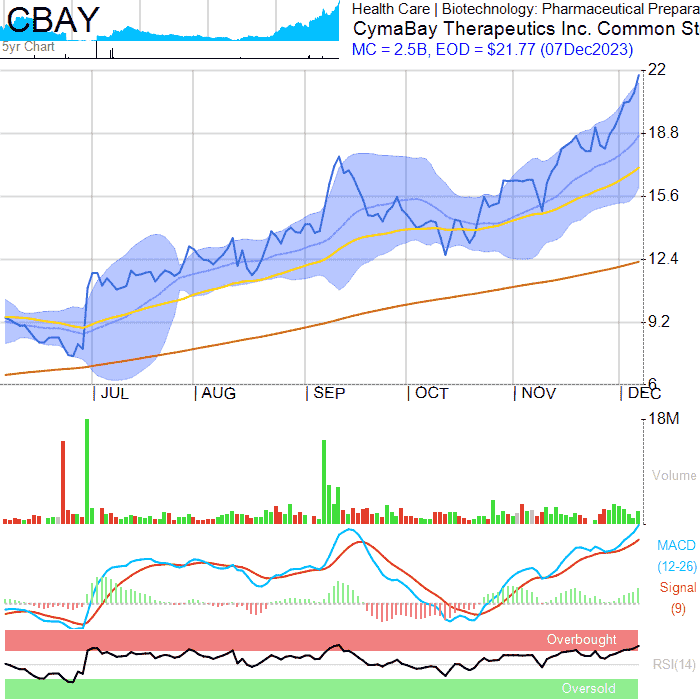 CBAY
5yr Chart
Health Care | Biotechnology: Pharmaceutical Prepara
CymaBay Therapeutics Inc. Common St
MC = 2.5B, EOD = $21.77 (07Dec2023)
22
18.8
15.6
12.4
9.2
6
JUL AUG SEP OCT NOV DEC
18M
Volume
MACD
(12-26)
Signal
(9)
Overbought
RSI(14)
Oversold